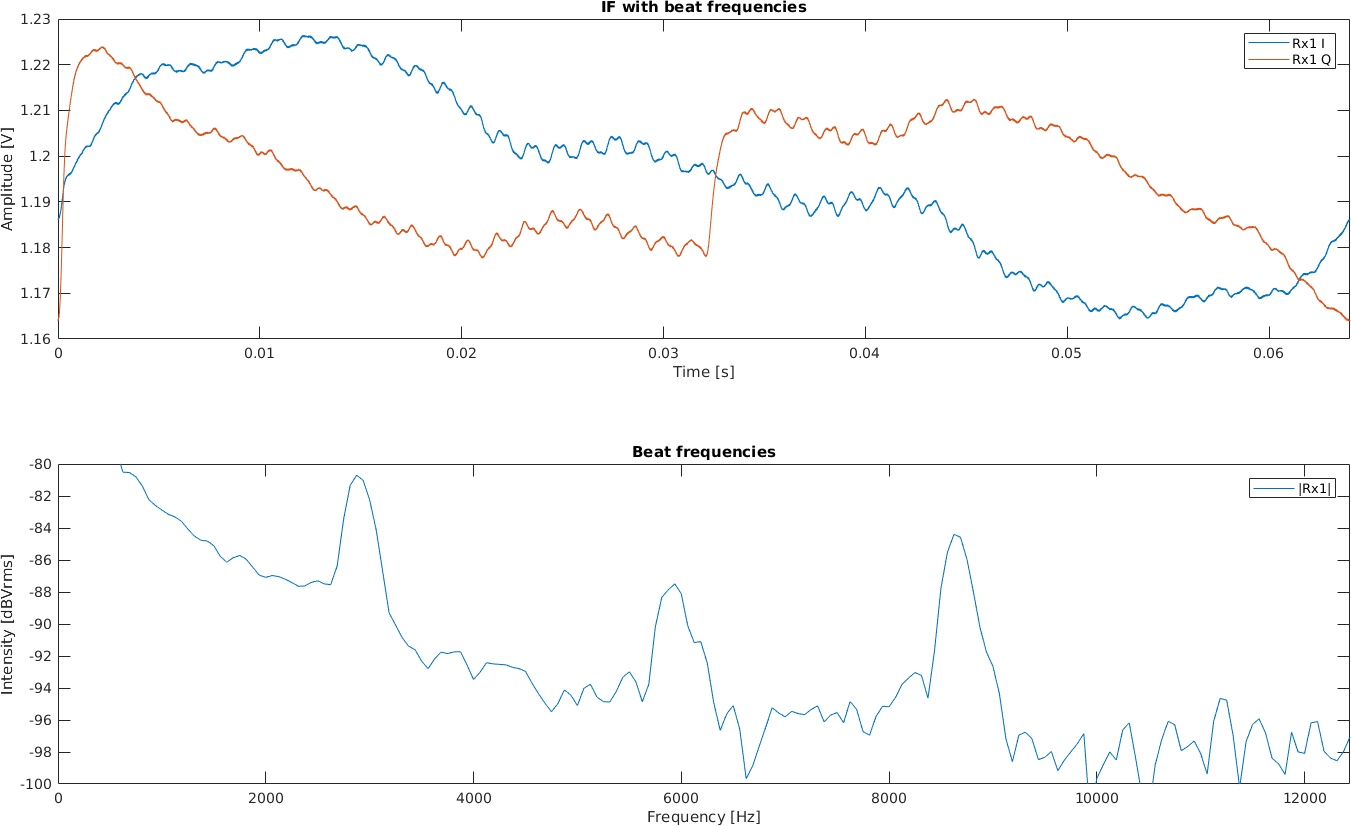 IF with beat frequencies
1.23
1.22
1.21
1.2
1.19
1.18
1.17
1.16
Amplitude [V]
Rx1 I
Rx1 Q
0 0.01 0.02 0.03 0.04 0.05 0.06
Time [s]
Beat frequencies
-80
-82
-84
-86
-88
-90
-92
-94
-96
-98
-100
Intensity [dBVrms]
|Rx1|
0 2000 4000 6000 8000 10000 12000
Frequency [Hz]